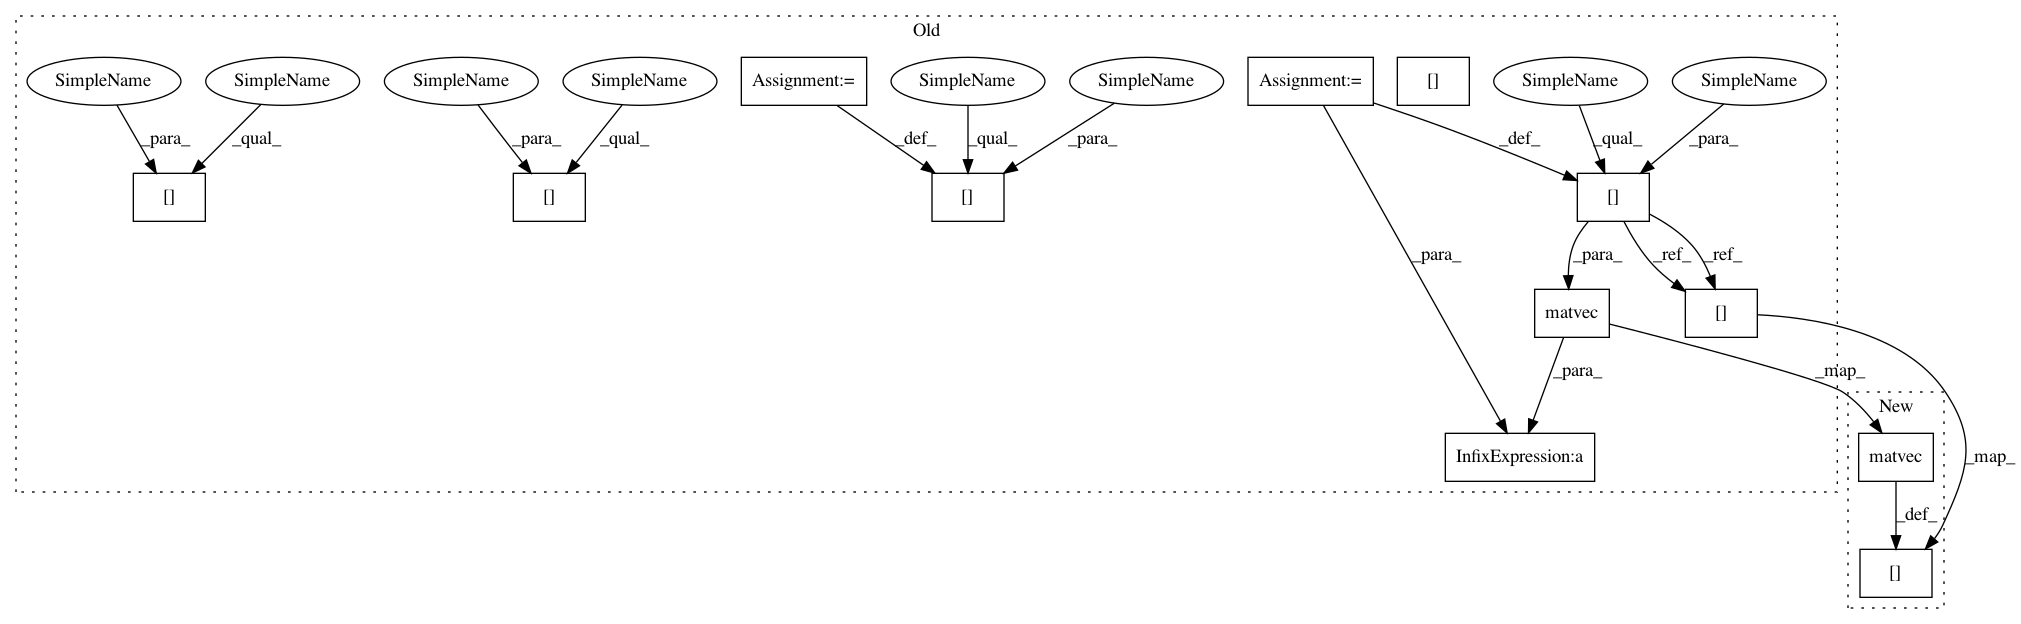 Old
SimpleName
SimpleName
SimpleName
SimpleName
Assignment:=
SimpleName
SimpleName
Assignment:=
[]
SimpleName
SimpleName
_para_
_qual_
_para_
_qual_
_def_
_qual_
_para_
_def_
_qual_
_para_
[]
[]
[]
[]
_para_
_para_
_ref_
_ref_
matvec
[]
_para_
_map_
New
InfixExpression:a
matvec
_map_
_def_
[]